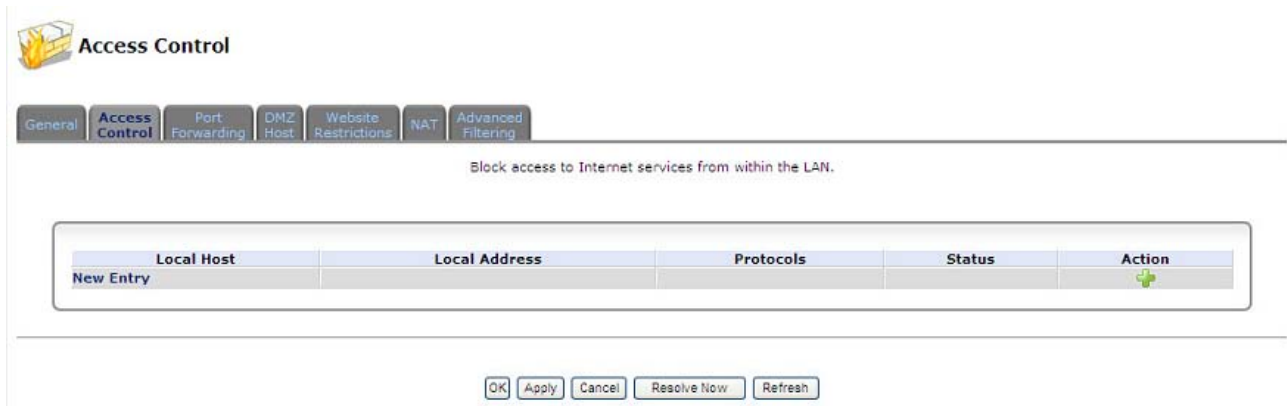 Access Control
General Access Control Port Forwarding DMZ Host Website Restrictions NAT Advanced Filtering
Block access to Internet services from within the LAN.
Local Host Local Address Protocols Status Action
New Entry
OK Apply Cancel Resolve Now Refresh